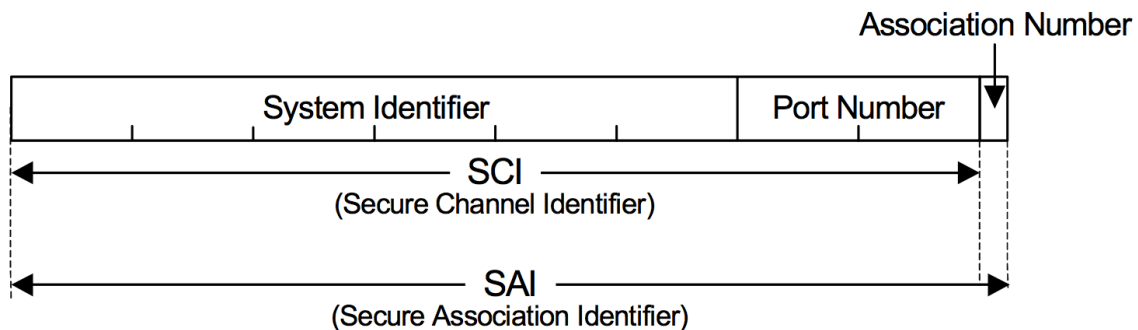 Association Number
System Identifier
Port Number
SCI
(Secure Channel Identifier)
SAI
(Secure Association Identifier)